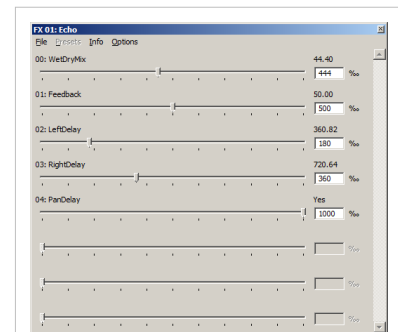 FX 01: Echo
File Presets Info Options
00: WetDryMix 44.40
444 ‰
01: Feedback 50.00
500 ‰
02: LeftDelay 360.82
180 ‰
03: RightDelay 720.64
360 ‰
04: PanDelay Yes
1000 ‰
‰
‰
‰